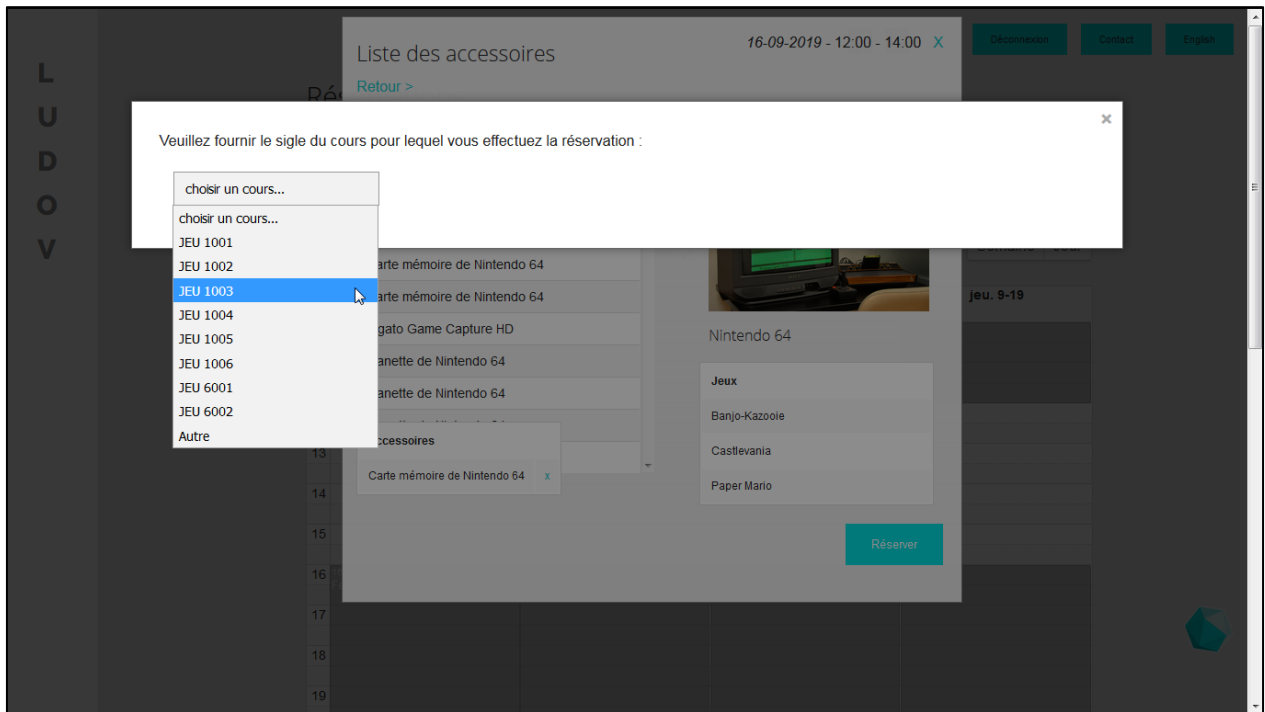 L
U
D
O
V
Liste des accessoires
16-09-2019 - 12:00 - 14:00 X
Déconnexion
Contact
English
Retour >
×
Veuillez fournir le sigle du cours pour lequel vous effectuez la réservation :
choisir un cours...
choisir un cours...
JEU 1001
JEU 1002
JEU 1003
JEU 1004
JEU 1005
JEU 1006
JEU 6001
JEU 6002
Autre
arte mémoire de Nintendo 64
arte mémoire de Nintendo 64
gato Game Capture HD
anette de Nintendo 64
anette de Nintendo 64
ccessoires
Carte mémoire de Nintendo 64 x
Nintendo 64
Jeux
Banjo-Kazooie
Castlevania
Paper Mario
Réserver
jeu. 9-19
13
14
15
16
17
18
19